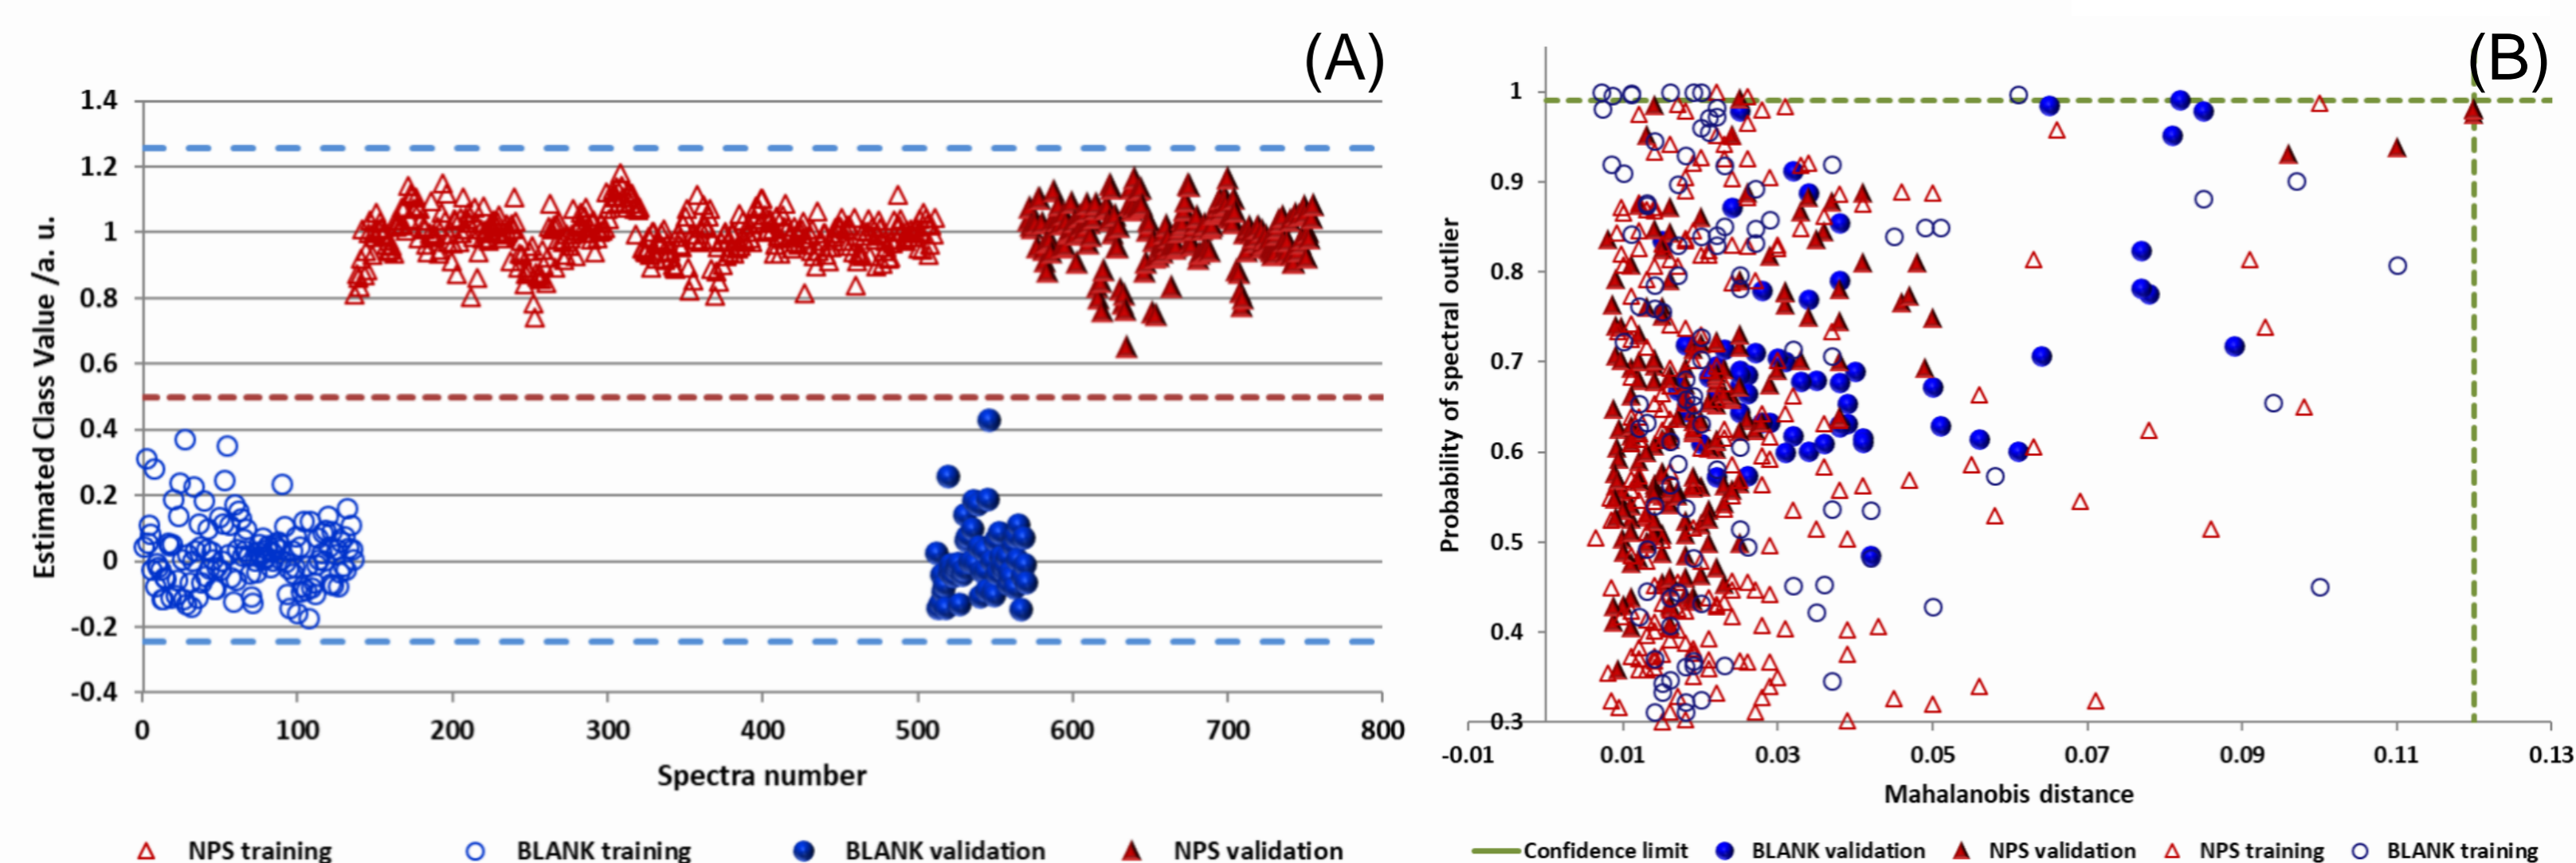 (A)
1.4
1.2
1
0.8
0.6
0.4
0.2
0
-0.2
-0.4
Estimated Class Value /a. u.
0 100 200 300 400 500 600 700 800
Spectra number
NPS training BLANK training BLANK validation NPS validation
(B)
1
0.9
0.8
0.7
0.6
0.5
0.4
0.3
Probability of spectral outlier
-0.01 0.01 0.03 0.05 0.07 0.09 0.11 0.13
Mahalanobis distance
Confidence limit BLANK validation NPS validation NPS training BLANK training